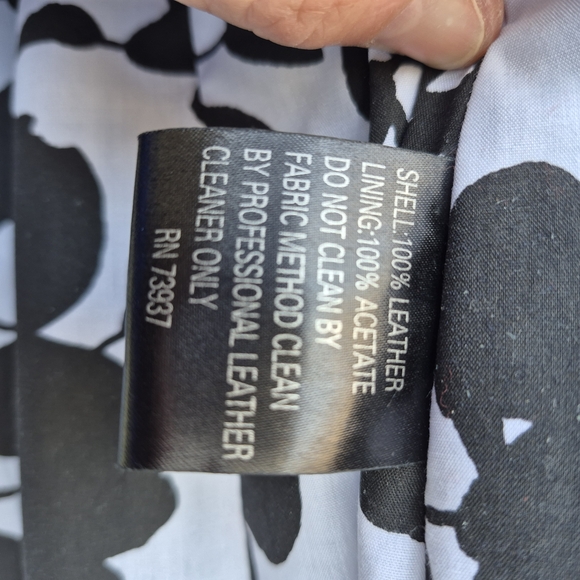 SHELL:100% LEATHER
LINING:100% ACETATE
DO NOT CLEAN BY
FABRIC METHOD CLEAN
BY PROFESSIONAL LEATHER
CLEANER ONLY
RN 73937